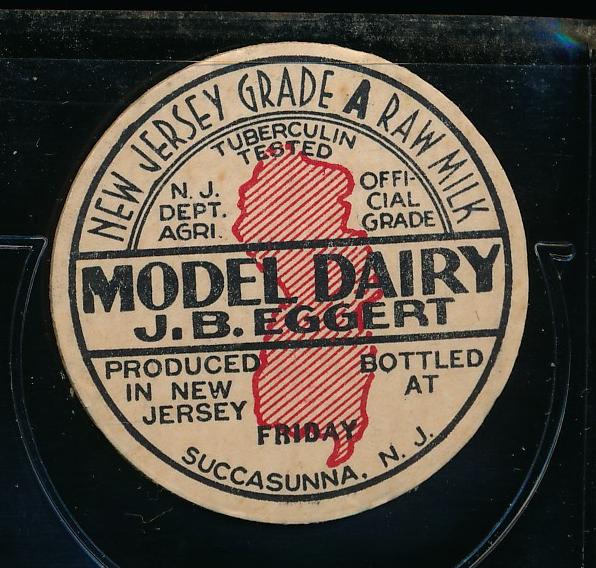 NEW JERSEY GRADE A RAW MILK
TUBERCULIN
TESTED
N. J.
DEPT.
AGRI.
OFFI-
CIAL
GRADE
MODEL DAIRY
J. B. EGGERT
PRODUCED
IN NEW
JERSEY
BOTTLED
AT
FRIDAY
SUCCASUNNA, N. J.